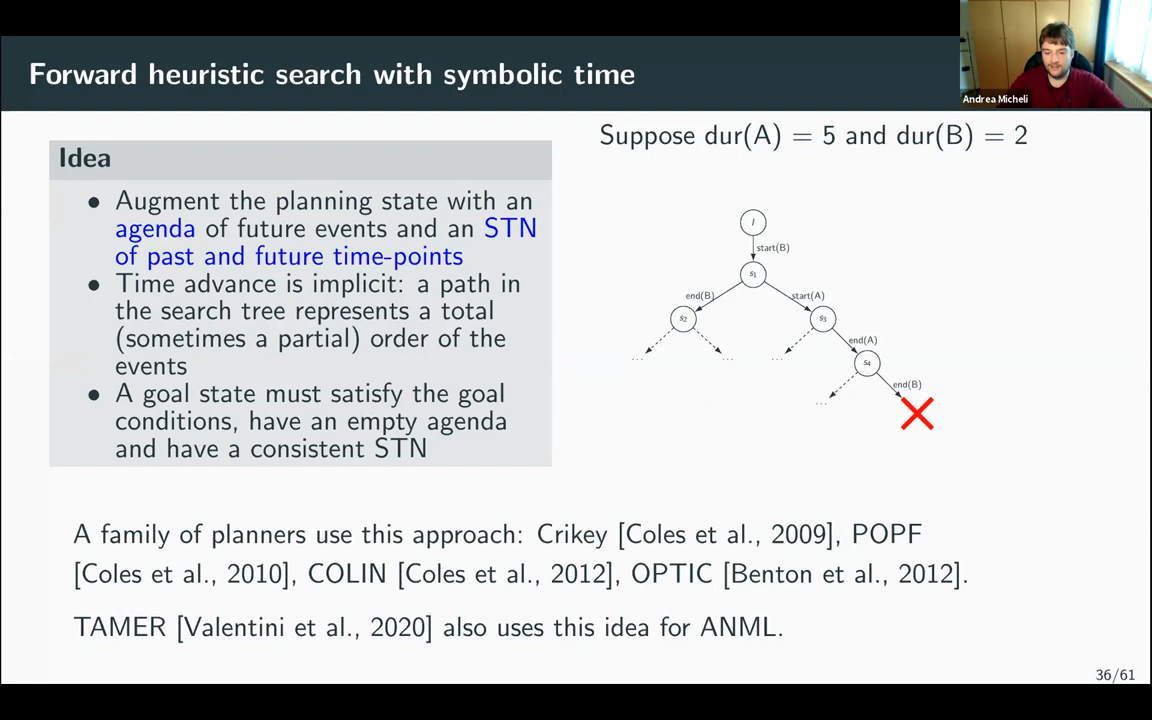 Forward heuristic search with symbolic time
Andrea Micheli
Idea
• Augment the planning state with an
agenda of future events and an STN
of past and future time-points
• Time advance is implicit: a path in
the search tree represents a total
(sometimes a partial) order of the
events
• A goal state must satisfy the goal
conditions, have an empty agenda
and have a consistent STN
Suppose dur(A) = 5 and dur(B) = 2
I
start(B)
s₁
end(B)
start(A)
s₂
s₃
end(A)
... ... ...
s₄
end(B)
...
A family of planners use this approach: Crikey [Coles et al., 2009], POPF
[Coles et al., 2010], COLIN [Coles et al., 2012], OPTIC [Benton et al., 2012].
TAMER [Valentini et al., 2020] also uses this idea for ANML.
36/61